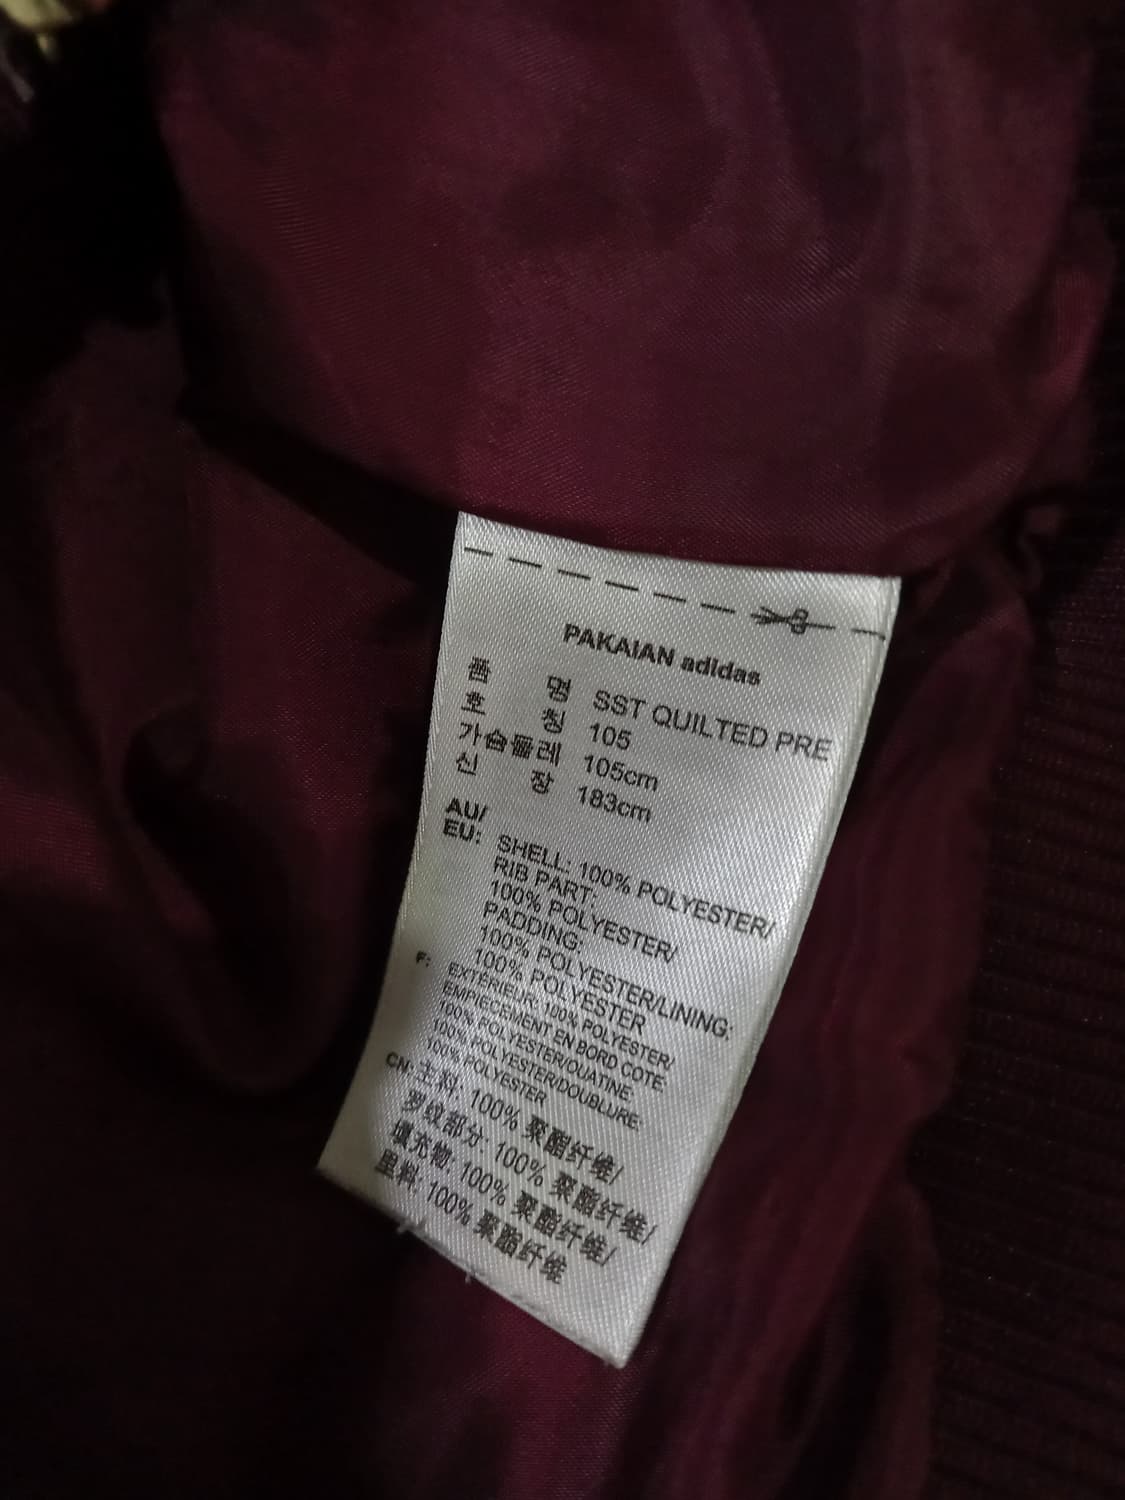 PAKAIAN adidas
품 명 SST QUILTED PRE
호 칭 105
가슴둘레 105cm
신 장 183cm
AU/
EU: SHELL: 100% POLYESTER/
RIB PART:
100% POLYESTER/
PADDING:
100% POLYESTER/LINING:
100% POLYESTER
F: EXTÉRIEUR: 100% POLYESTER/
EMPIECEMENT EN BORD COTE:
100% POLYESTER/OUATINE:
100% POLYESTER/DOUBLURE:
100% POLYESTER
CN: 主料: 100% 聚酯纤维/
罗纹部分: 100% 聚酯纤维/
填充物: 100% 聚酯纤维/
里料: 100% 聚酯纤维